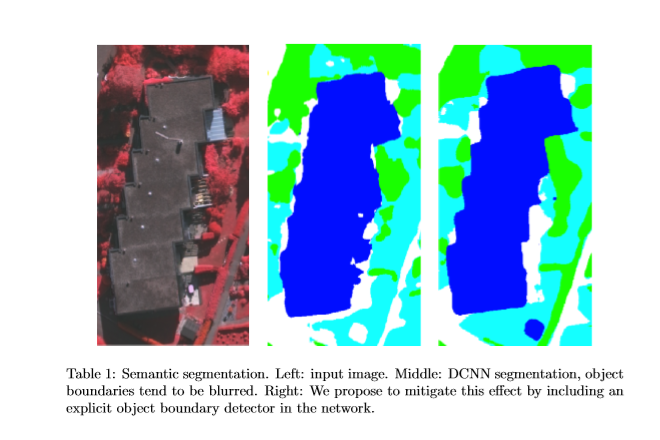 Table 1: Semantic segmentation. Left: input image. Middle: DCNN segmentation, object
boundaries tend to be blurred. Right: We propose to mitigate this effect by including an
explicit object boundary detector in the network.